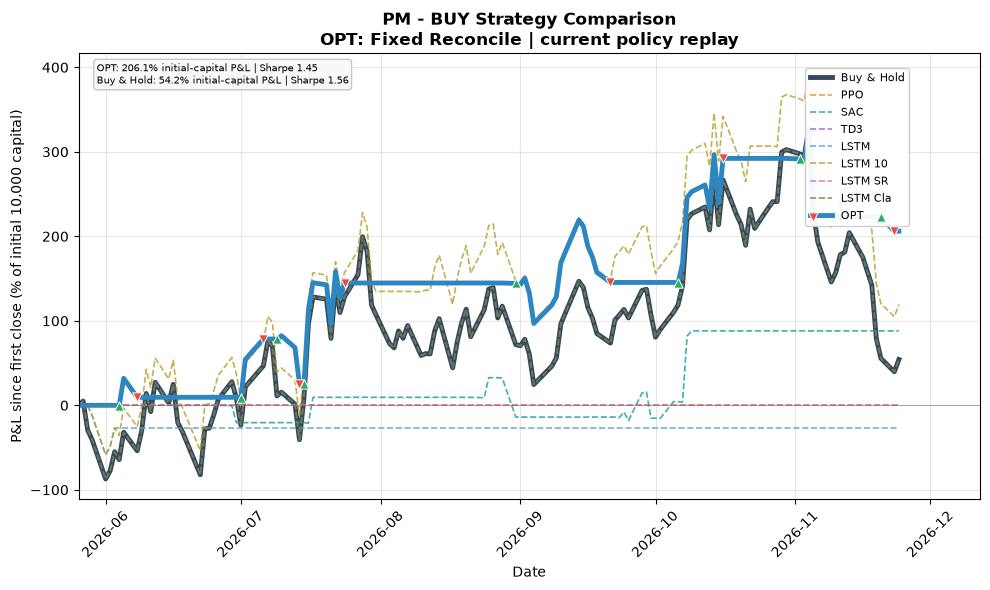 PM - BUY Strategy Comparison
OPT: Fixed Reconcile | current policy replay
OPT: 206.1% initial-capital P&L | Sharpe 1.45
Buy & Hold: 54.2% initial-capital P&L | Sharpe 1.56
Buy & Hold
PPO
SAC
TD3
LSTM
LSTM 10
LSTM SR
LSTM Cla
OPT
P&L since first close (% of initial 10,000 capital)
400
300
200
100
0
−100
2026-06
2026-07
2026-08
2026-09
2026-10
2026-11
2026-12
Date